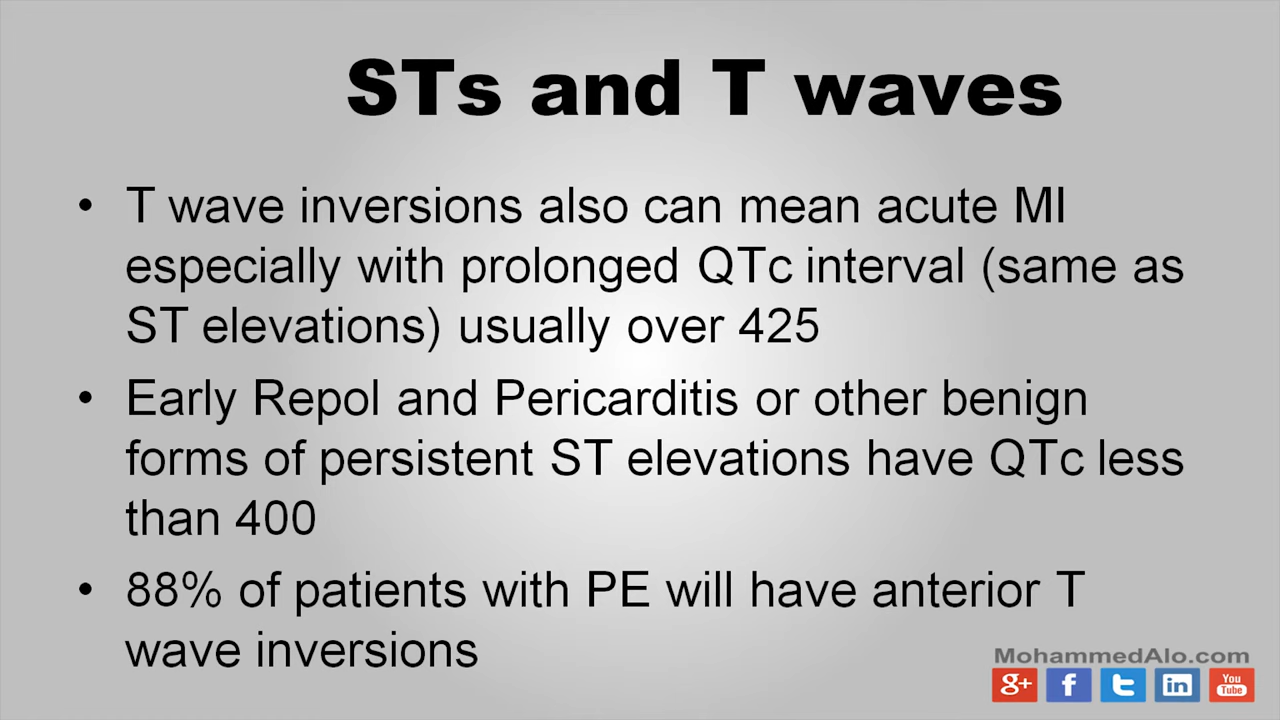 STs and T waves
• T wave inversions also can mean acute MI
especially with prolonged QTc interval (same as
ST elevations) usually over 425
• Early Repol and Pericarditis or other benign
forms of persistent ST elevations have QTc less
than 400
• 88% of patients with PE will have anterior T
wave inversions
MohammedAlo.com
g+ f t in You Tube